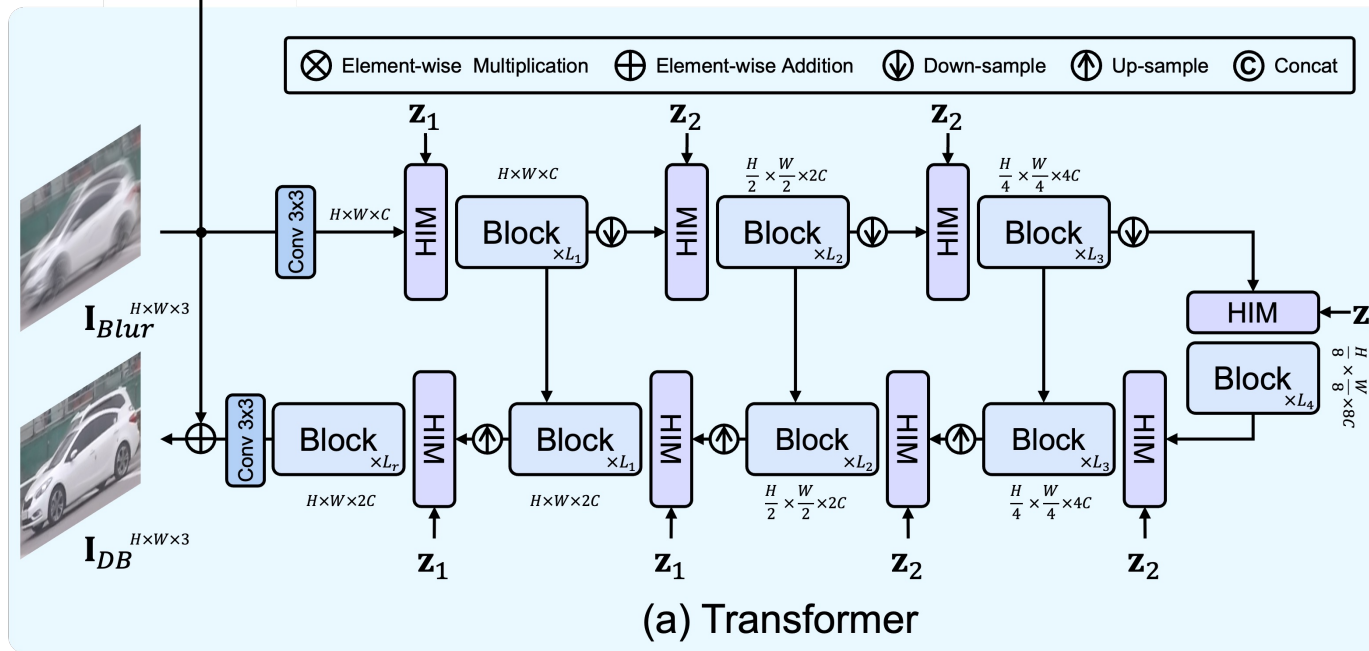 Element-wise Multiplication Element-wise Addition Down-sample Up-sample C Concat
z₁ z₂ z₂
H×W×C H/2 × W/2 ×2C H/4 × W/4 ×4C
Conv 3x3 H×W×C HIM Block ×L₁ HIM Block ×L₂ HIM Block ×L₃
I_Blur H×W×3
HIM z
Block ×L₄ H/8 × W/8 ×8C
Conv 3x3 Block ×Lᵣ HIM Block ×L₁ HIM Block ×L₂ HIM Block ×L₃ HIM
H×W×2C H×W×2C H/2 × W/2 ×2C H/4 × W/4 ×4C
I_DB H×W×3
z₁ z₁ z₂ z₂
(a) Transformer